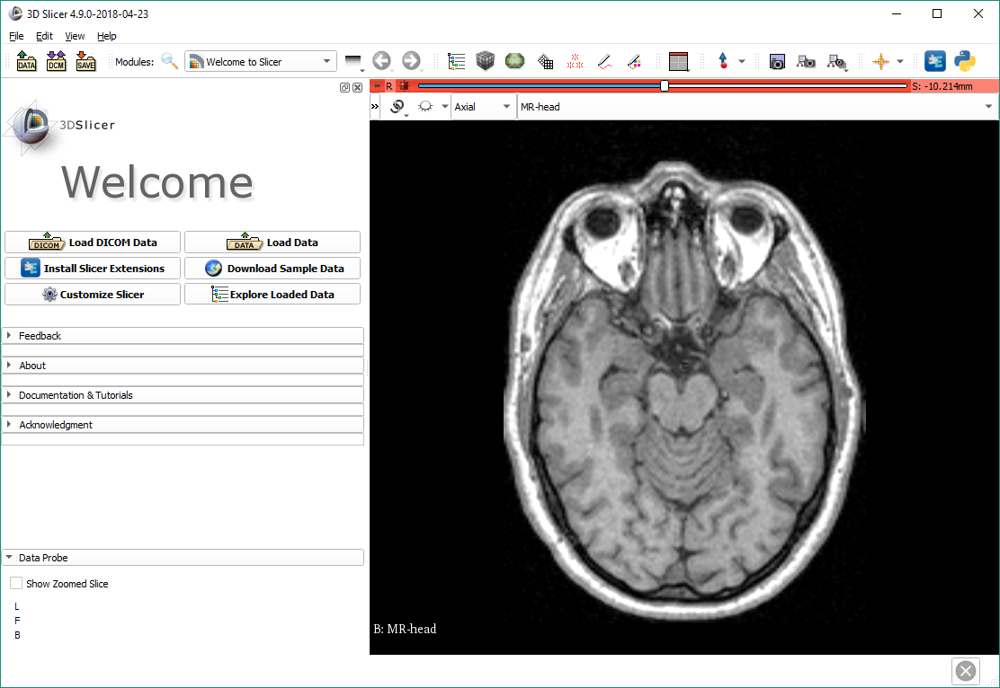 3D Slicer 4.9.0-2018-04-23
File Edit View Help
DATA DCM SAVE Modules: Welcome to Slicer
R S: -10.214mm
Axial MR-head
3DSlicer
Welcome
DICOM Load DICOM Data DATA Load Data
Install Slicer Extensions Download Sample Data
Customize Slicer Explore Loaded Data
Feedback
About
Documentation & Tutorials
Acknowledgment
Data Probe
Show Zoomed Slice
L
F
B
B: MR-head